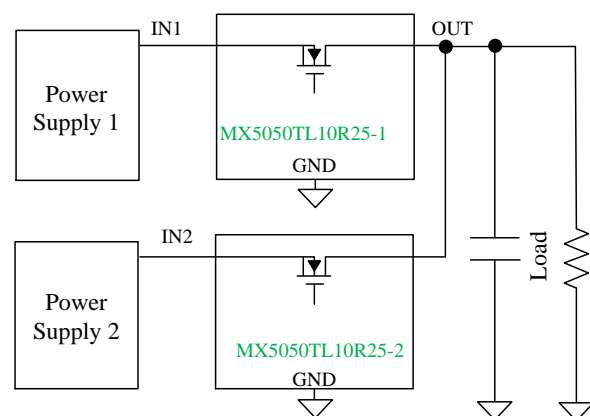 IN1
OUT
Power
Supply 1
MX5050TL10R25-1
GND
IN2
Power
Supply 2
MX5050TL10R25-2
GND
Load